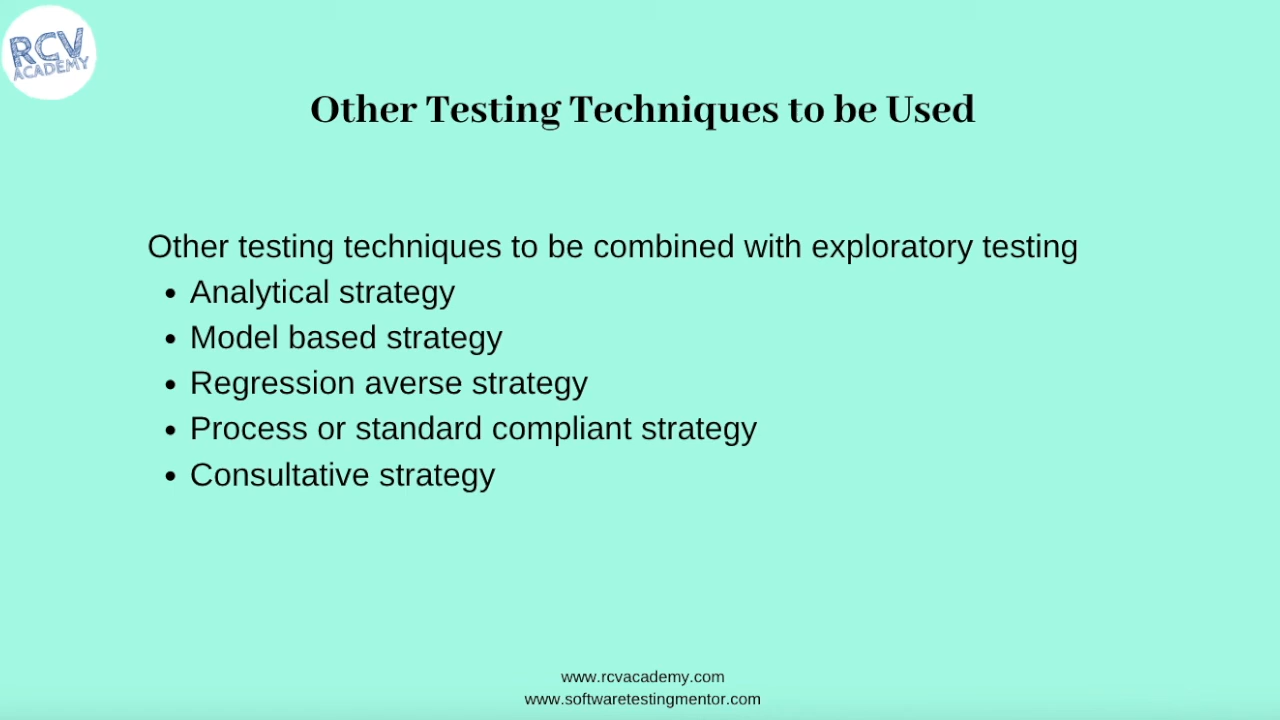 RCV
ACADEMY
Other Testing Techniques to be Used
Other testing techniques to be combined with exploratory testing
• Analytical strategy
• Model based strategy
• Regression averse strategy
• Process or standard compliant strategy
• Consultative strategy
www.rcvacademy.com
www.softwaretestingmentor.com